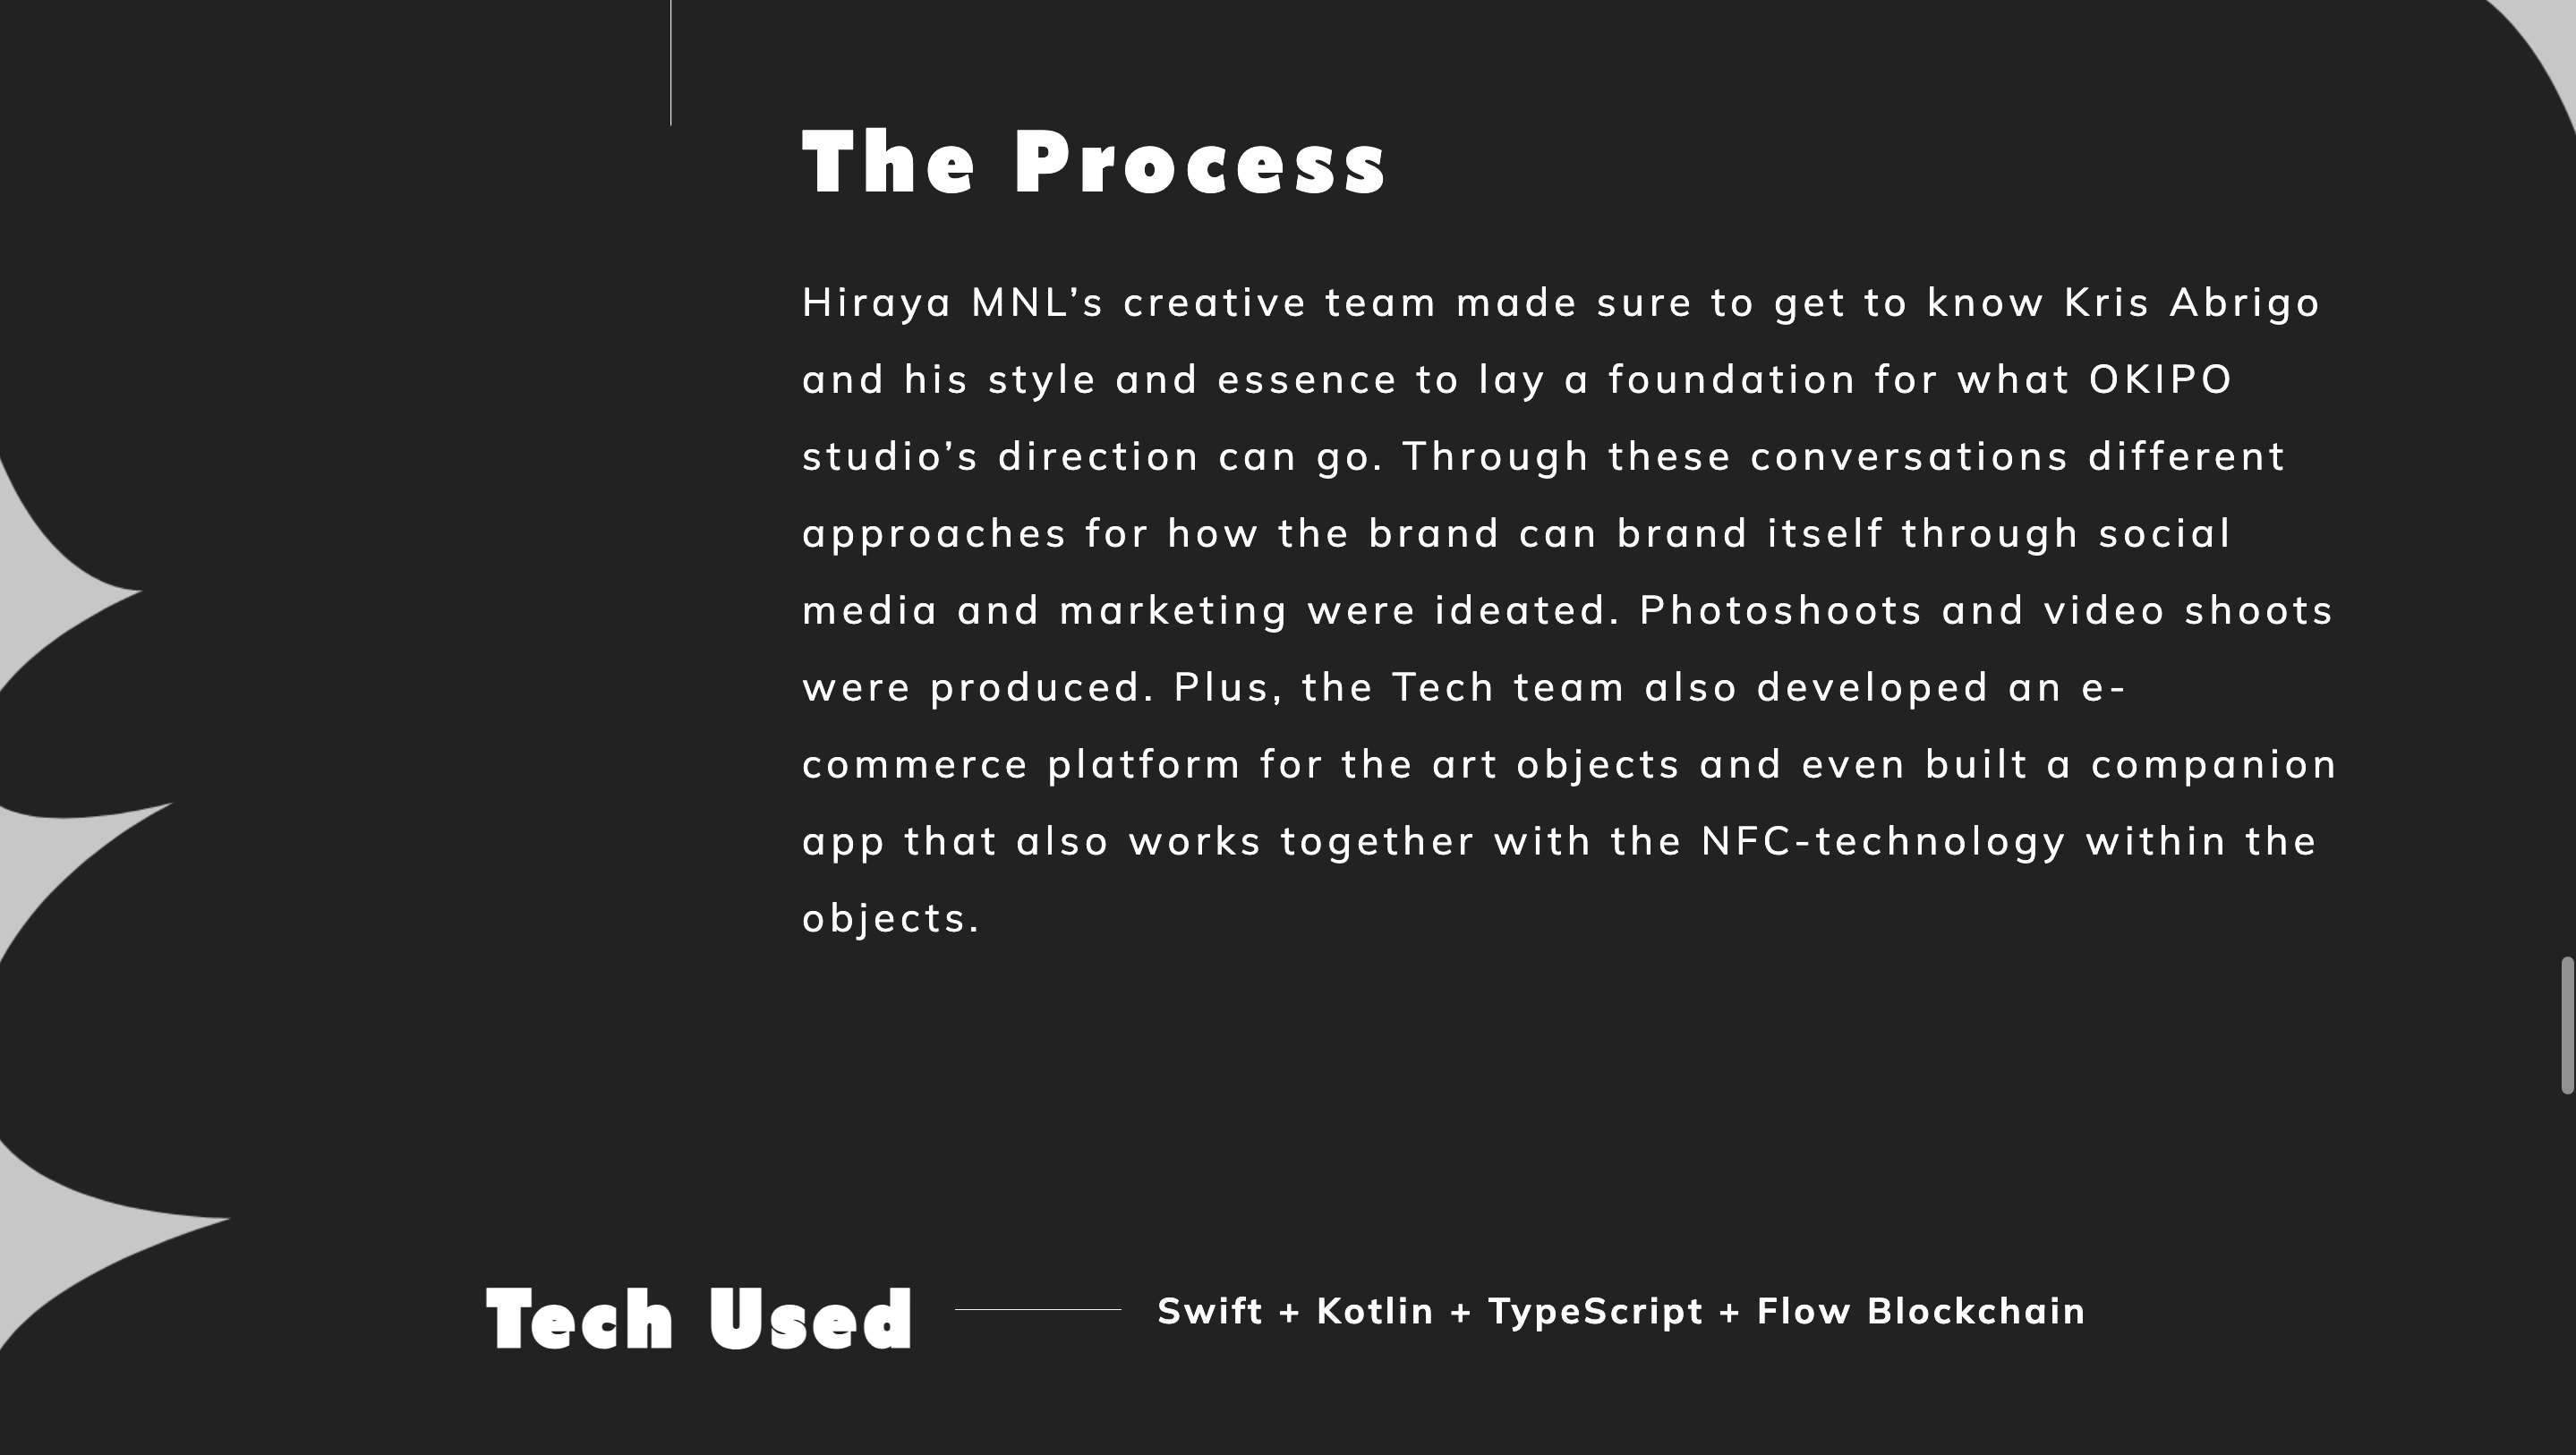 The Process
Hiraya MNL’s creative team made sure to get to know Kris Abrigo
and his style and essence to lay a foundation for what OKIPO
studio’s direction can go. Through these conversations different
approaches for how the brand can brand itself through social
media and marketing were ideated. Photoshoots and video shoots
were produced. Plus, the Tech team also developed an e-
commerce platform for the art objects and even built a companion
app that also works together with the NFC-technology within the
objects.
Tech Used
Swift + Kotlin + TypeScript + Flow Blockchain